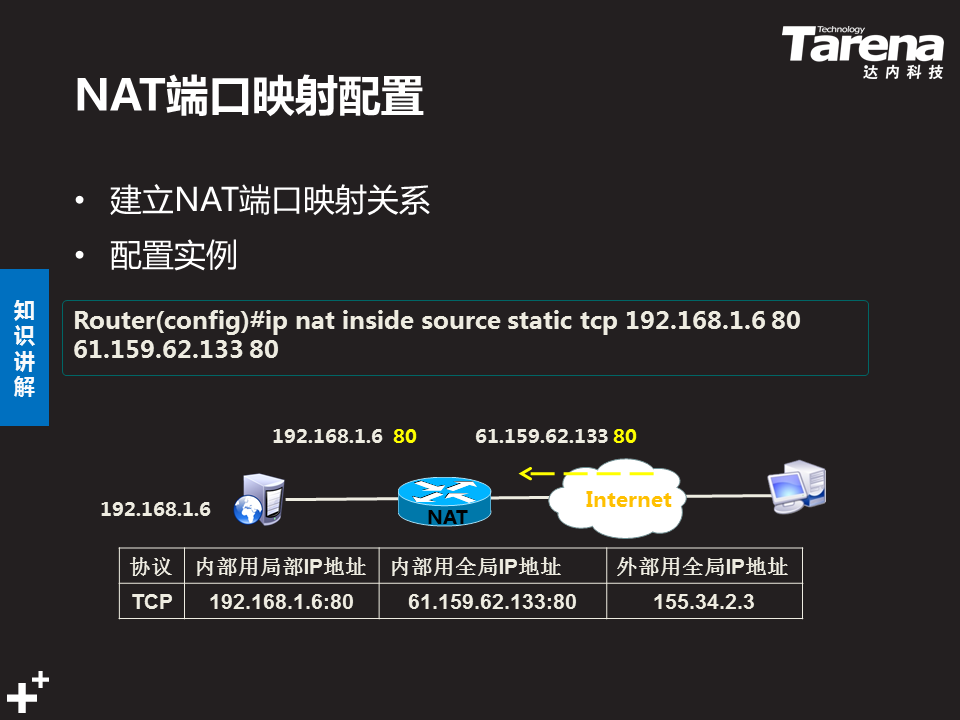 Technology
Tarena
达内科技
NAT端口映射配置
• 建立NAT端口映射关系
• 配置实例
知识讲解
Router(config)#ip nat inside source static tcp 192.168.1.6 80
61.159.62.133 80
192.168.1.6 80 61.159.62.133 80
192.168.1.6
NAT
Internet
协议 内部用局部IP地址 内部用全局IP地址 外部用全局IP地址
TCP 192.168.1.6:80 61.159.62.133:80 155.34.2.3